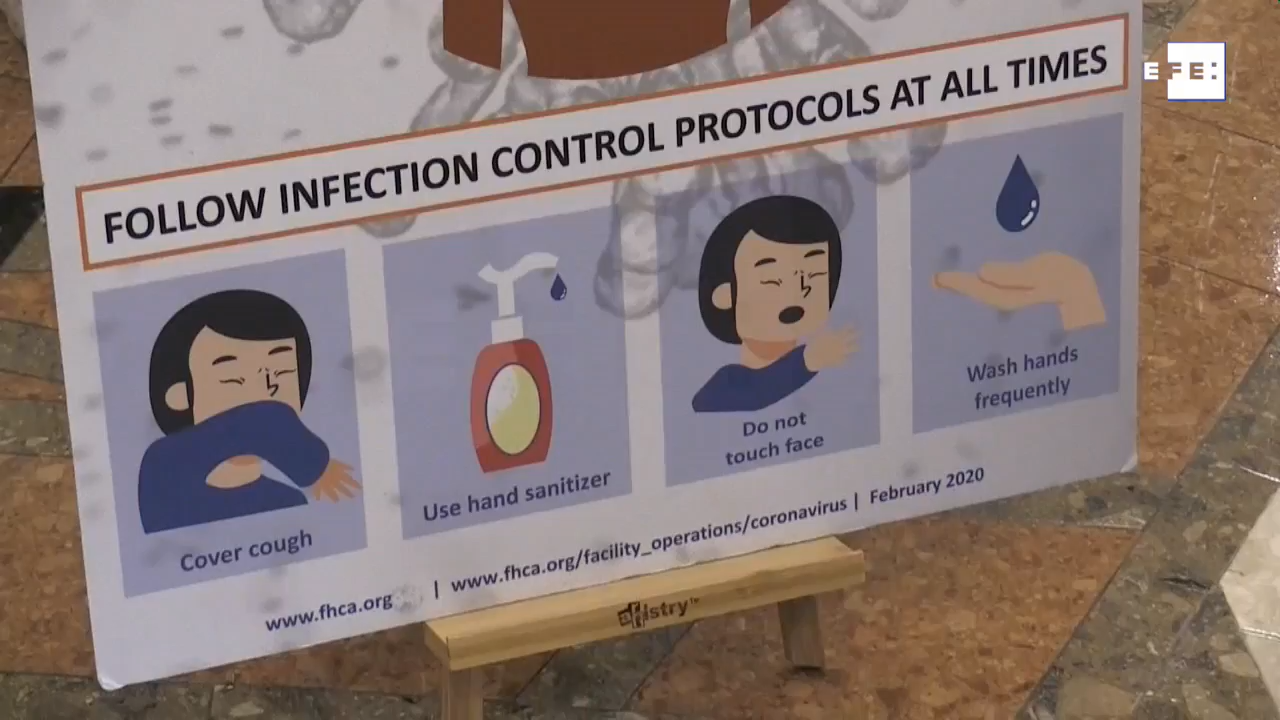 EFE:
FOLLOW INFECTION CONTROL PROTOCOLS AT ALL TIMES
Cover cough
Use hand sanitizer
Do not
touch face
Wash hands
frequently
www.fhca.org | www.fhca.org/facility_operations/coronavirus | February 2020
artistry™